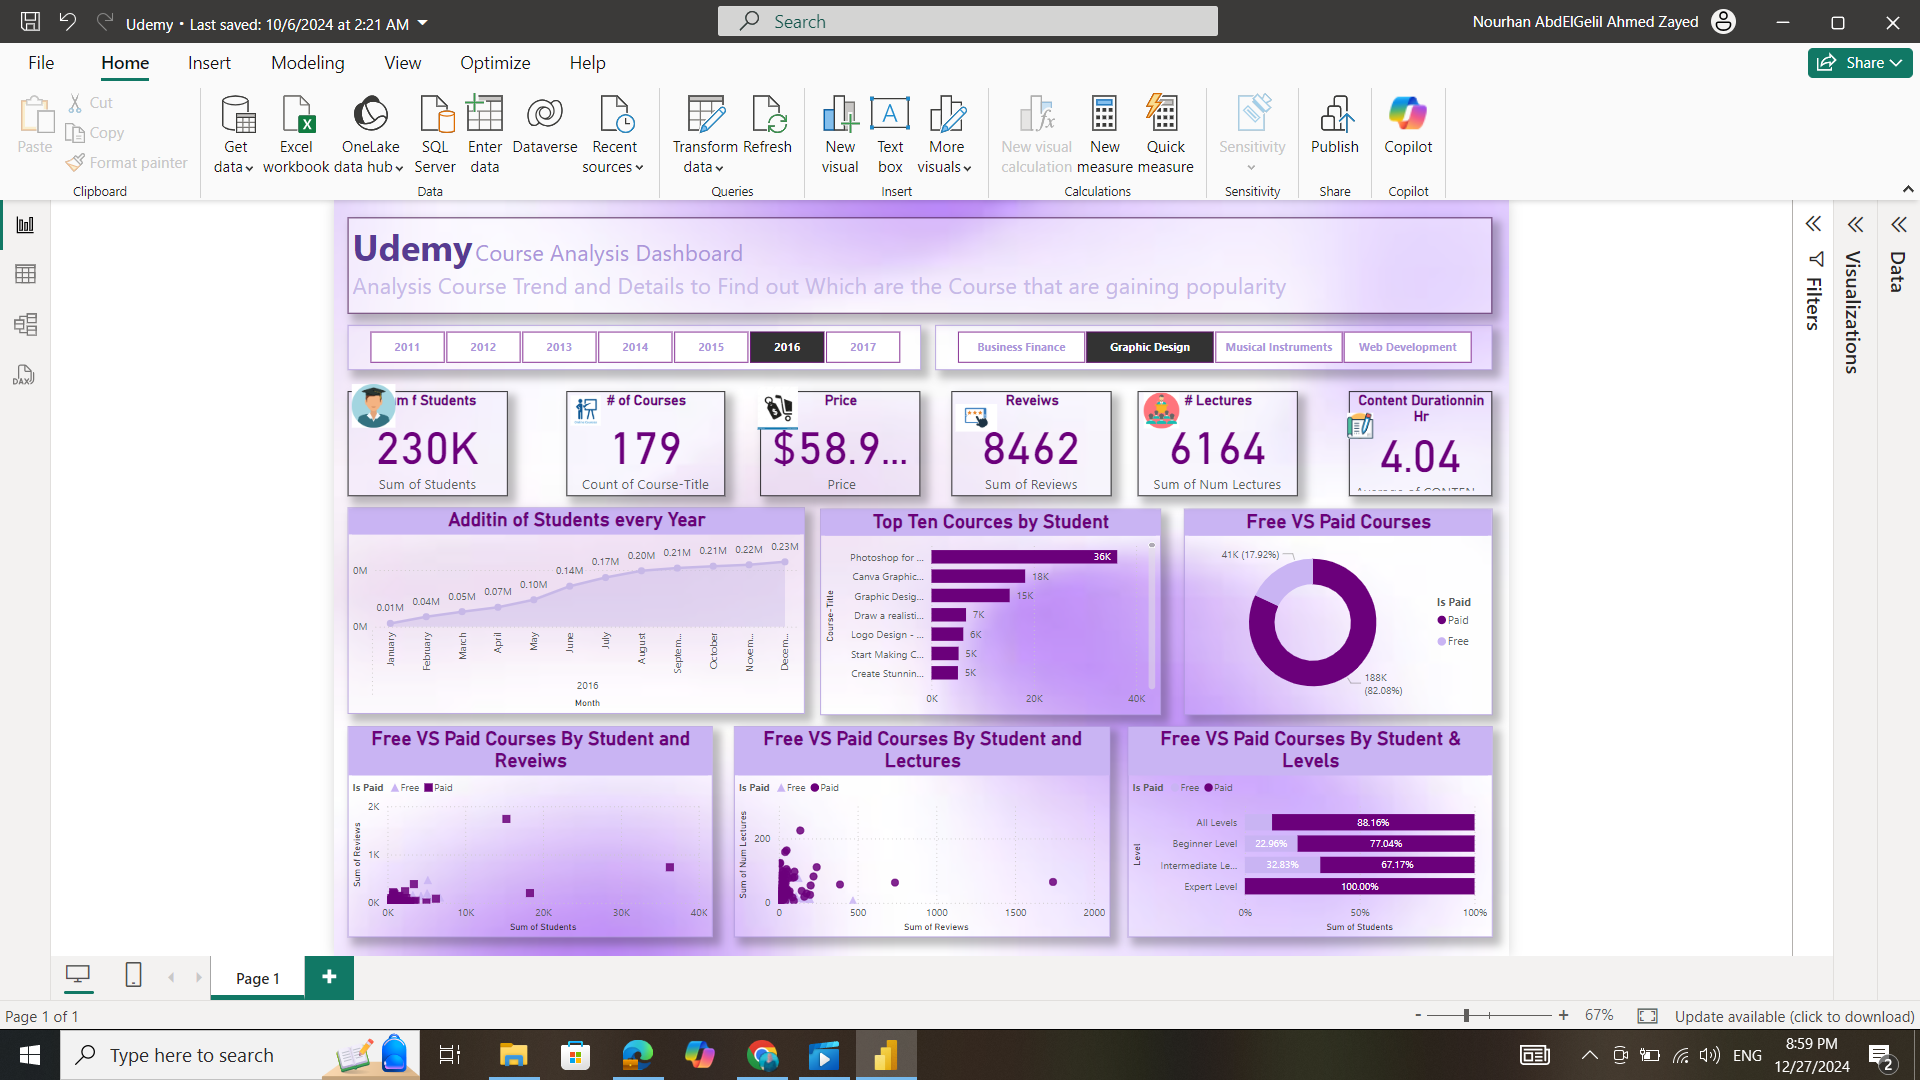 Udemy • Last saved: 10/6/2024 at 2:21 AM
Search
Nourhan AbdElGelil Ahmed Zayed
File Home Insert Modeling View Optimize Help
Share
Paste
Cut
Copy
Format painter
Clipboard
Get data
Excel workbook
OneLake data hub
SQL Server
Enter data
Dataverse
Recent sources
Data
Transform data
Refresh
Queries
New visual
Text box
More visuals
Insert
New visual calculation
New measure
Quick measure
Calculations
Sensitivity
Sensitivity
Publish
Share
Copilot
Copilot
Filters
Visualizations
Data
Udemy Course Analysis Dashboard
Analysis Course Trend and Details to Find out Which are the Course that are gaining popularity
2011 2012 2013 2014 2015 2016 2017
Business Finance Graphic Design Musical Instruments Web Development
m f Students
230K
Sum of Students
# of Courses
179
Count of Course-Title
Price
$58.9...
Price
Reveiws
8462
Sum of Reviews
# Lectures
6164
Sum of Num Lectures
Content Durationnin
Hr
4.04
Additin of Students every Year
0M
0M
0.01M 0.04M 0.05M 0.07M 0.10M 0.14M 0.17M 0.20M 0.21M 0.21M 0.22M 0.23M
January February March April May June July August Septem... October Novem... Decem...
2016
Month
Top Ten Cources by Student
Course-Title
Photoshop for ... 36K
Canva Graphic... 18K
Graphic Desig... 15K
Draw a realisti... 7K
Logo Design - ... 6K
Start Making C... 5K
Create Stunnin... 5K
0K 20K 40K
Free VS Paid Courses
41K (17.92%)
188K
(82.08%)
Is Paid
Paid
Free
Free VS Paid Courses By Student and
Reveiws
Is Paid Free Paid
Sum of Reviews
2K
1K
0K
0K 10K 20K 30K 40K
Sum of Students
Free VS Paid Courses By Student and
Lectures
Is Paid Free Paid
Sum of Num Lectures
200
0
0 500 1000 1500 2000
Sum of Reviews
Free VS Paid Courses By Student &
Levels
Is Paid Free Paid
Level
All Levels 88.16%
Beginner Level 22.96% 77.04%
Intermediate Le... 32.83% 67.17%
Expert Level 100.00%
0% 50% 100%
Sum of Students
Page 1
+
Page 1 of 1
- + 67%
Update available (click to download)
Type here to search
ENG
8:59 PM
12/27/2024
2